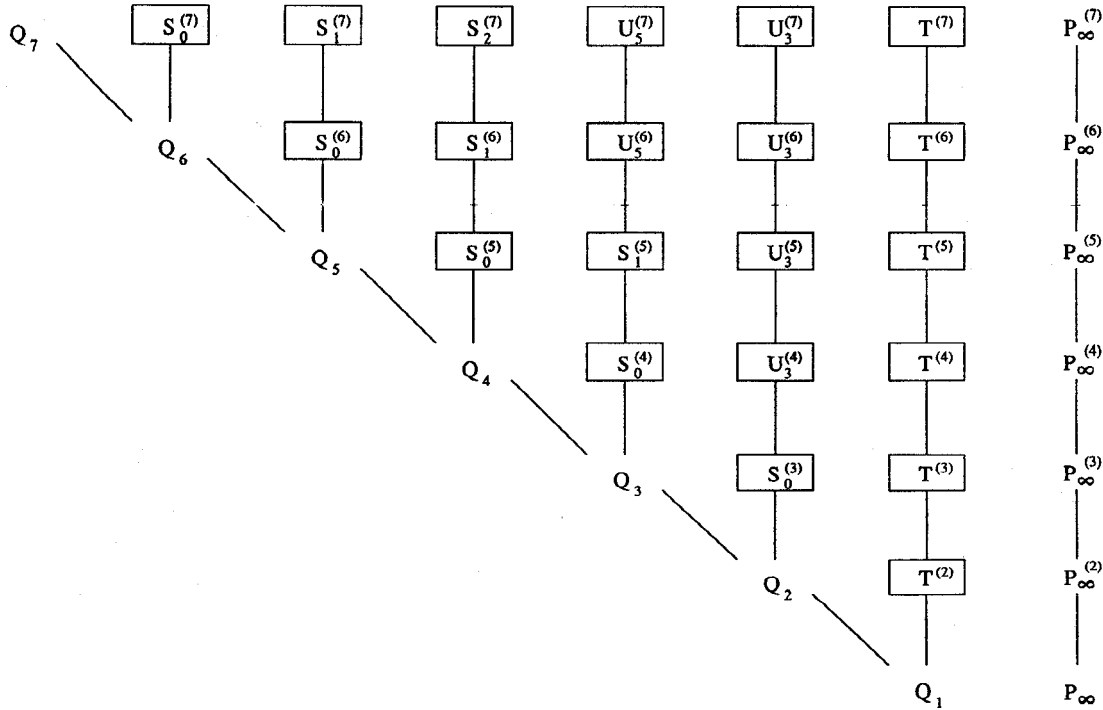 Q₇ S₀⁽⁷⁾ S₁⁽⁷⁾ S₂⁽⁷⁾ U₅⁽⁷⁾ U₃⁽⁷⁾ T⁽⁷⁾ P∞⁽⁷⁾
Q₆ S₀⁽⁶⁾ S₁⁽⁶⁾ U₅⁽⁶⁾ U₃⁽⁶⁾ T⁽⁶⁾ P∞⁽⁶⁾
Q₅ S₀⁽⁵⁾ S₁⁽⁵⁾ U₃⁽⁵⁾ T⁽⁵⁾ P∞⁽⁵⁾
Q₄ S₀⁽⁴⁾ U₃⁽⁴⁾ T⁽⁴⁾ P∞⁽⁴⁾
Q₃ S₀⁽³⁾ T⁽³⁾ P∞⁽³⁾
Q₂ T⁽²⁾ P∞⁽²⁾
Q₁ P∞